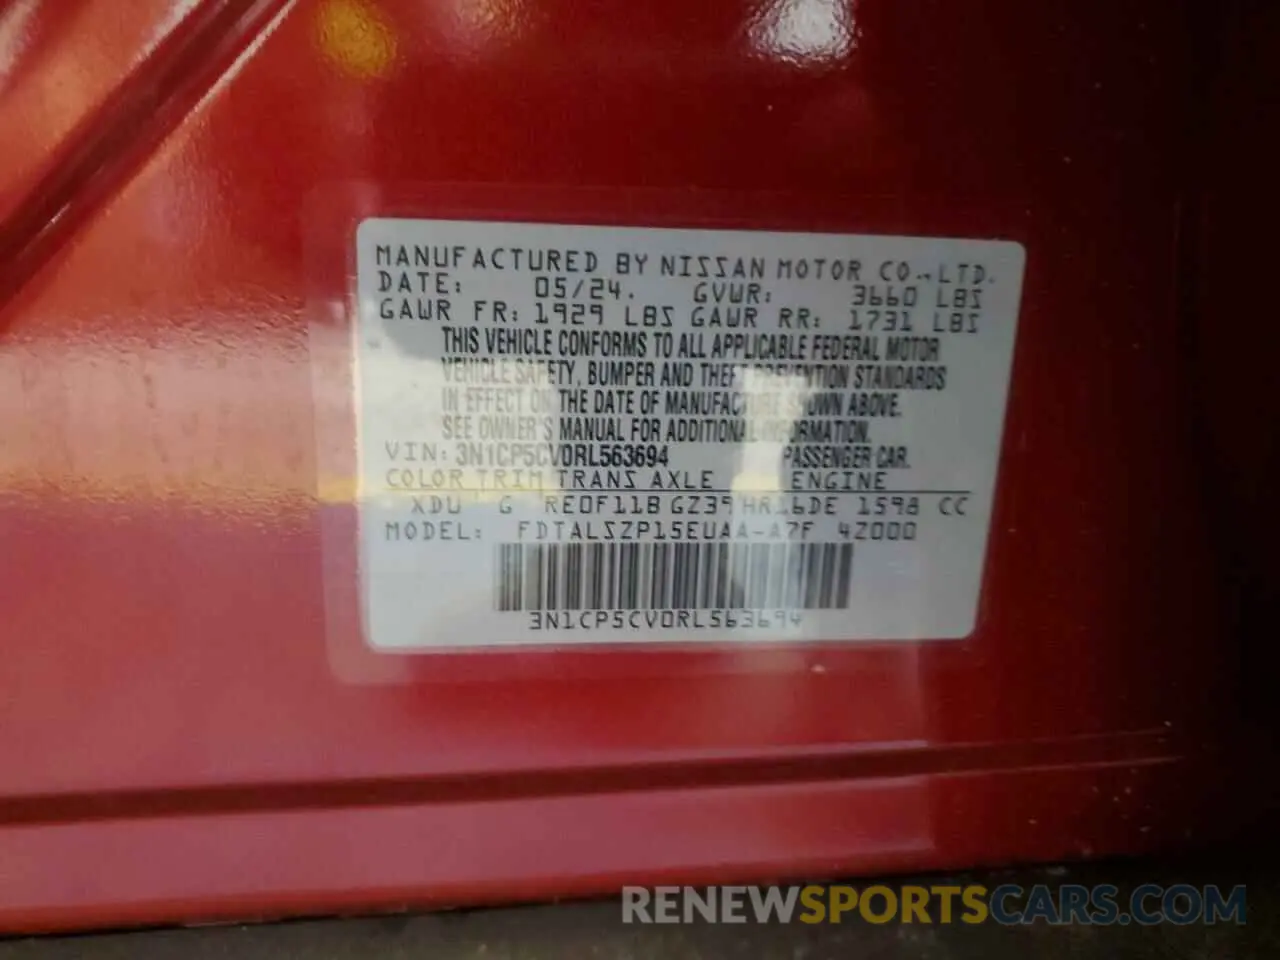 MANUFACTURED BY NISSAN MOTOR CO., LTD.
DATE: 05/24. GVWR: 3660 LBS
GAWR FR: 1929 LBS GAWR RR: 1731 LBS
THIS VEHICLE CONFORMS TO ALL APPLICABLE FEDERAL MOTOR
VEHICLE SAFETY, BUMPER AND THEFT PREVENTION STANDARDS
IN EFFECT ON THE DATE OF MANUFACTURE SHOWN ABOVE.
SEE OWNER'S MANUAL FOR ADDITIONAL INFORMATION.
VIN: 3N1CP5CV0RL563694 PASSENGER CAR.
COLOR TRIM TRANS AXLE ENGINE
XDU G RE0F11B GZ39 HR16DE 1598 CC
MODEL: FDTALSZP15EUAA-A7F 42000
3N1CP5CV0RL563694
RENEWSPORTSCARS.COM